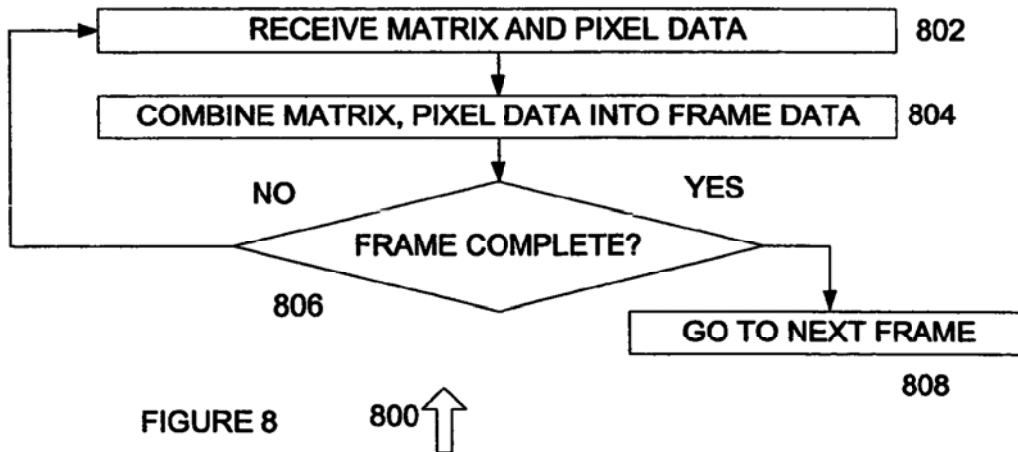 RECEIVE MATRIX AND PIXEL DATA 802
COMBINE MATRIX, PIXEL DATA INTO FRAME DATA 804
NO YES
FRAME COMPLETE?
806
GO TO NEXT FRAME
808
FIGURE 8 800